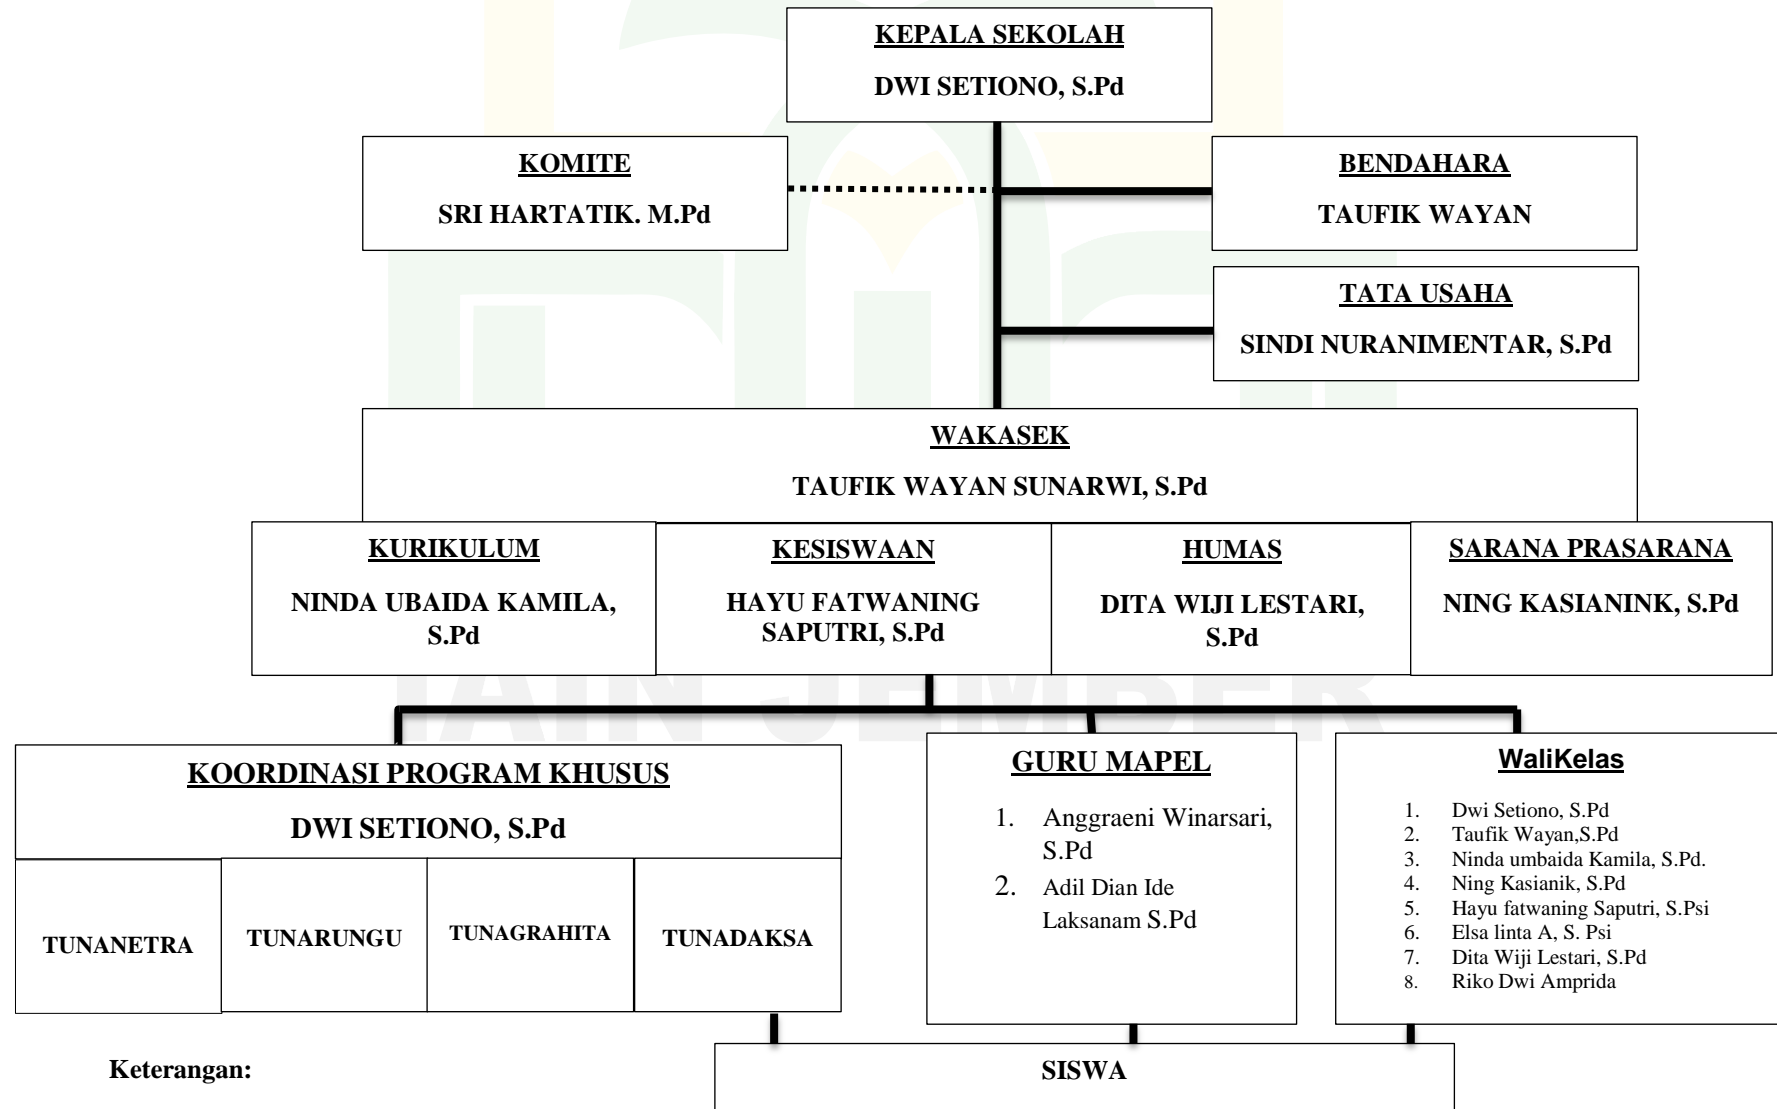 KEPALA SEKOLAH
DWI SETIONO, S.Pd
KOMITE
SRI HARTATIK. M.Pd
BENDAHARA
TAUFIK WAYAN
TATA USAHA
SINDI NURANIMENTAR, S.Pd
WAKASEK
TAUFIK WAYAN SUNARWI, S.Pd
KURIKULUM
NINDA UBAIDA KAMILA,
S.Pd
KESISWAAN
HAYU FATWANING
SAPUTRI, S.Pd
HUMAS
DITA WIJI LESTARI,
S.Pd
SARANA PRASARANA
NING KASIANINK, S.Pd
IAIN JEMBER
KOORDINASI PROGRAM KHUSUS
DWI SETIONO, S.Pd
TUNANETRA
TUNARUNGU
TUNAGRAHITA
TUNADAKSA
GURU MAPEL
1. Anggraeni Winarsari,
S.Pd
2. Adil Dian Ide
Laksanam S.Pd
WaliKelas
1. Dwi Setiono, S.Pd
2. Taufik Wayan,S.Pd
3. Ninda umbaida Kamila, S.Pd.
4. Ning Kasianik, S.Pd
5. Hayu fatwaning Saputri, S.Psi
6. Elsa linta A, S. Psi
7. Dita Wiji Lestari, S.Pd
8. Riko Dwi Amprida
Keterangan:
SISWA